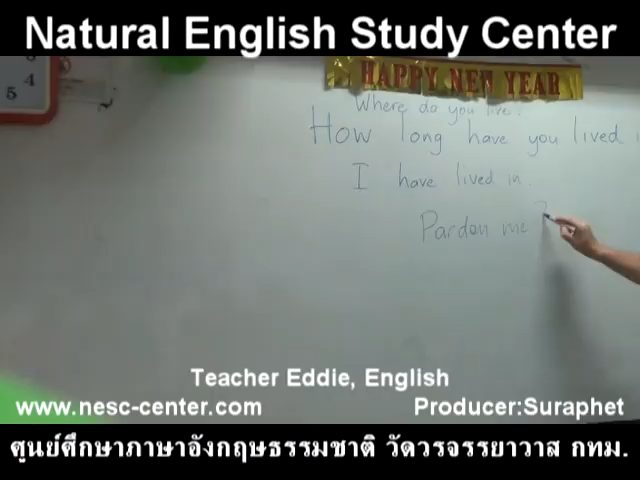 Natural English Study Center
HAPPY NEW YEAR
4
5
Where do you live?
How long have you lived
I have lived in.
Pardon me ?
Teacher Eddie, English
www.nesc-center.com
Producer:Suraphet
ศูนย์ศึกษาภาษาอังกฤษธรรมชาติ วัดวรจรรยาวาส กทม.